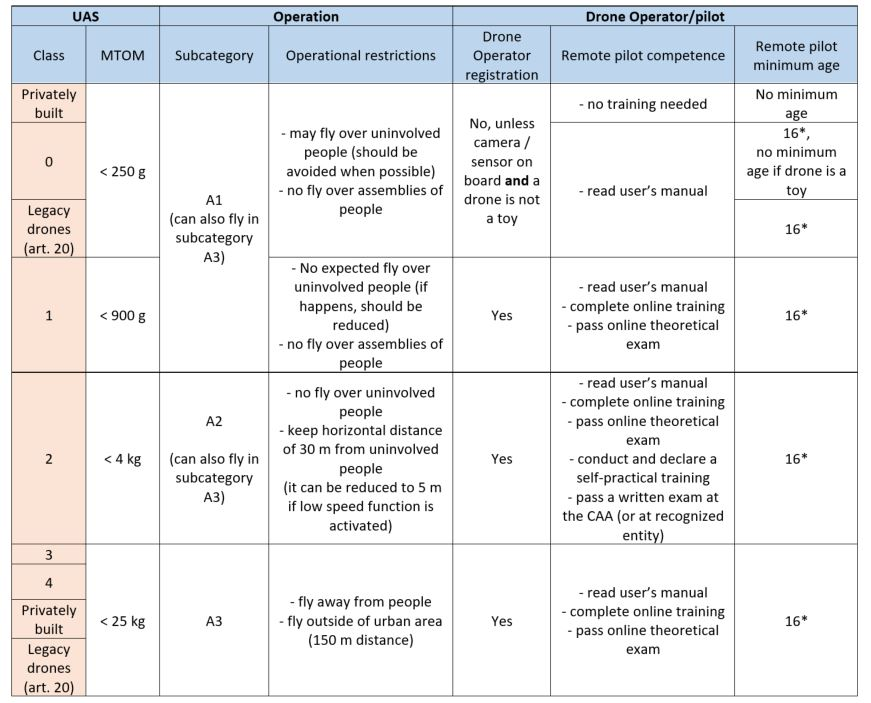 UAS
Operation
Drone Operator/pilot
Class
MTOM
Subcategory
Operational restrictions
Drone
Operator
registration
Remote pilot competence
Remote pilot
minimum age
Privately
built
< 250 g
A1
(can also fly in
subcategory
A3)
- may fly over uninvolved
people (should be
avoided when possible)
- no fly over assemblies of
people
No, unless
camera /
sensor on
board and a
drone is not
a toy
- no training needed
No minimum
age
0
- read user's manual
16*,
no minimum
age if drone is a
toy
Legacy
drones
(art. 20)
16*
1
< 900 g
- No expected fly over
uninvolved people (if
happens, should be
reduced)
- no fly over assemblies of
people
Yes
- read user's manual
- complete online training
- pass online theoretical
exam
16*
2
< 4 kg
A2
(can also fly in
subcategory
A3)
- no fly over uninvolved
people
- keep horizontal distance
of 30 m from uninvolved
people
(it can be reduced to 5 m
if low speed function is
activated)
Yes
- read user's manual
- complete online training
- pass online theoretical
exam
- conduct and declare a
self-practical training
- pass a written exam at
the CAA (or at recognized
entity)
16*
3
4
Privately
built
Legacy
drones
(art. 20)
< 25 kg
A3
- fly away from people
- fly outside of urban area
(150 m distance)
Yes
- read user's manual
- complete online training
- pass online theoretical
exam
16*